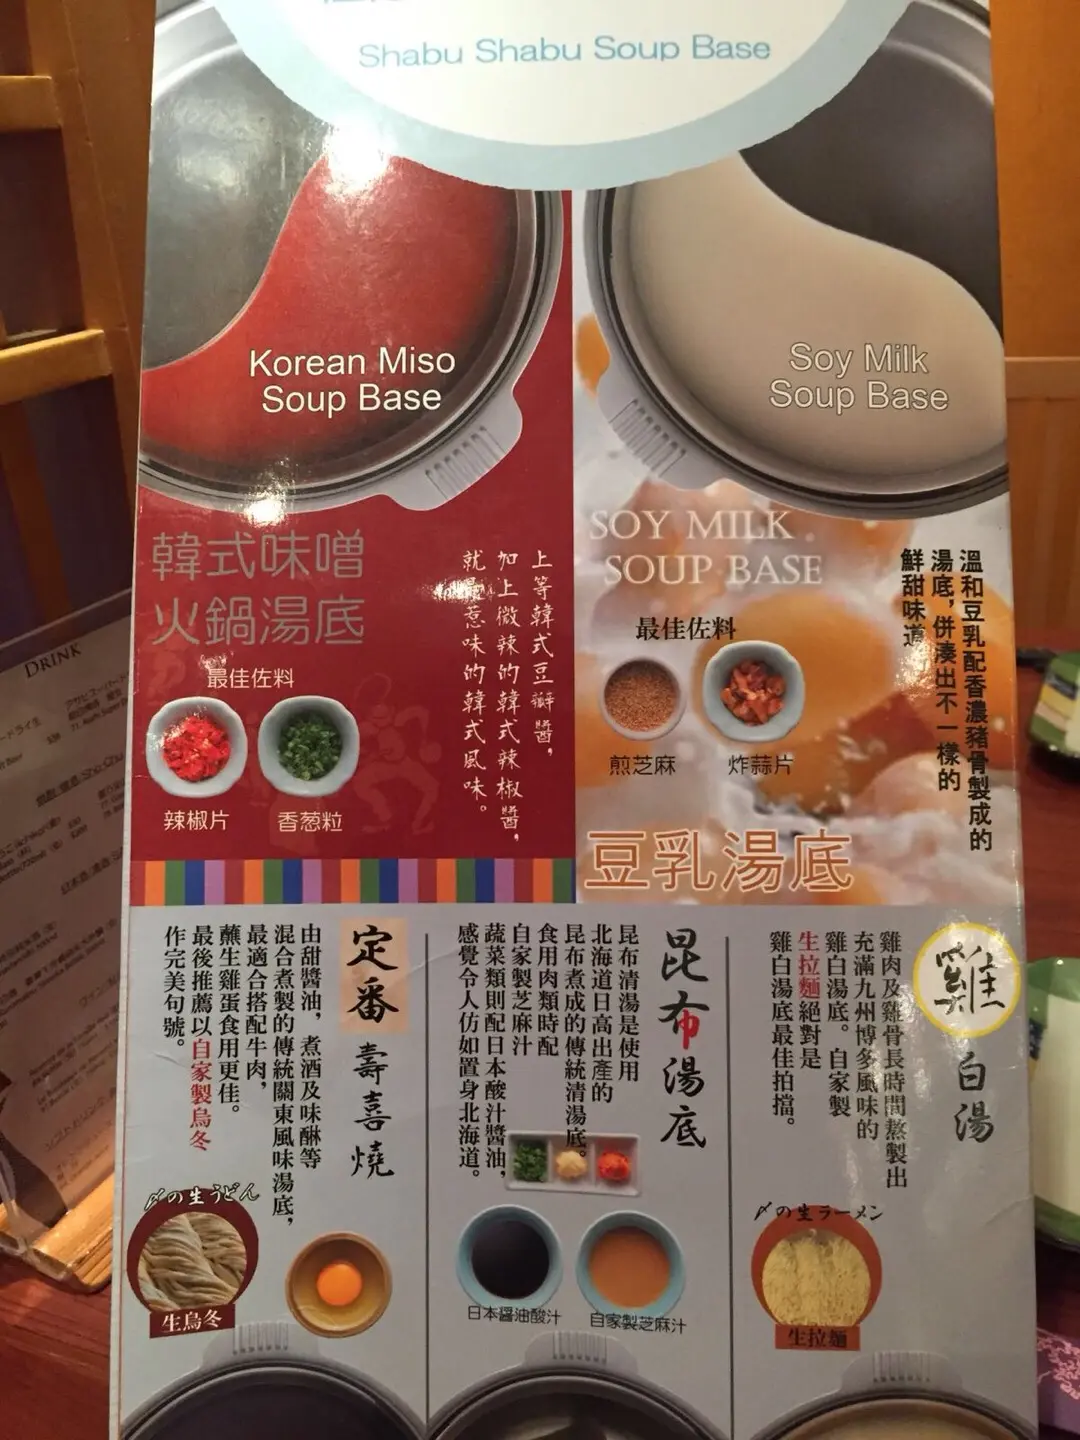 Shabu Shabu Soup Base
Korean Miso
Soup Base
韓式味噌
火鍋湯底
最佳佐料
辣椒片
香葱粒
上等韓式豆瓣醬，
加上微辣的韓式辣椒醬，
就最惹味的韓式風味。
Soy Milk
Soup Base
SOY MILK
SOUP BASE
最佳佐料
煎芝麻
炸蒜片
溫和豆乳配香濃豬骨製成的
湯底，併湊出不一樣的
鮮甜味道
豆乳湯底
雞白湯
雞肉及雞骨長時間熬製出
充滿九州博多風味的
雞白湯底。自家製
生拉麵絕對是
雞白湯底最佳拍擋。
〆の生ラーメン
生拉麵
昆布湯底
昆布清湯是使用
北海道日高出產的
昆布煮成的傳統清湯底。
食用肉類時配
自家製芝麻汁
蔬菜類則配日本酸汁醬油，
感覺令人仿如置身北海道。
日本醤油酸汁
自家製芝麻汁
定番 壽喜燒
由甜醬油，煮酒及味醂等
混合煮製的傳統關東風味湯底，
最適合搭配牛肉，
蘸生雞蛋食用更佳。
最後推薦以自家製烏冬
作完美句號。
〆の生うどん
生烏冬
DRINK